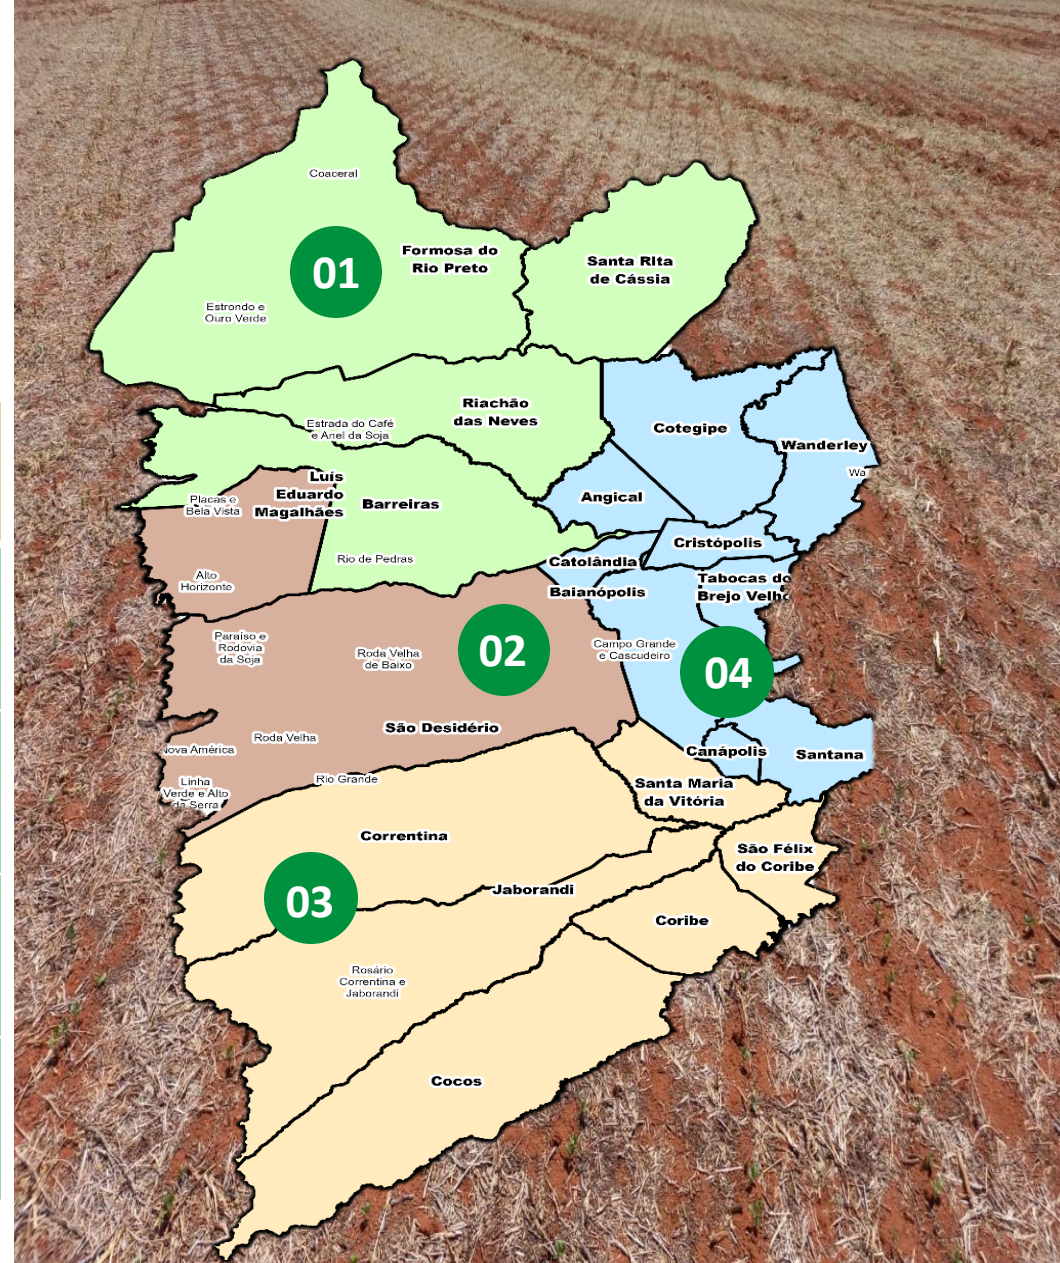 Coaceral
Formosa do
Rio Preto
01
Santa RIta
de Cássia
Estrondo e
Ouro Verde
Riachão
das Neves
Estrada do Café
e Anel da Soja
Cotegipe
Wanderley
Wa
Luís
Eduardo
Magalhães
Placas e
Bela Vista
Barreiras
Angical
Cristópolis
Rio de Pedras
Catolândia
Alto
Horizonte
Baianópolis
Tabocas do
Brejo Velho
Paraíso e
Rodovia
da Soja
Roda Velha
de Baixo
02
Campo Grande
e Cascudeiro
04
São Desidério
Roda Velha
Nova América
Canápolis
Santana
Linha
Verde e Alto
da Serra
Rio Grande
Santa Maria
da Vitória
Correntina
São Félix
do Coribe
03
Jaborandi
Coribe
Rosário
Correntina e
Jaborandi
Cocos